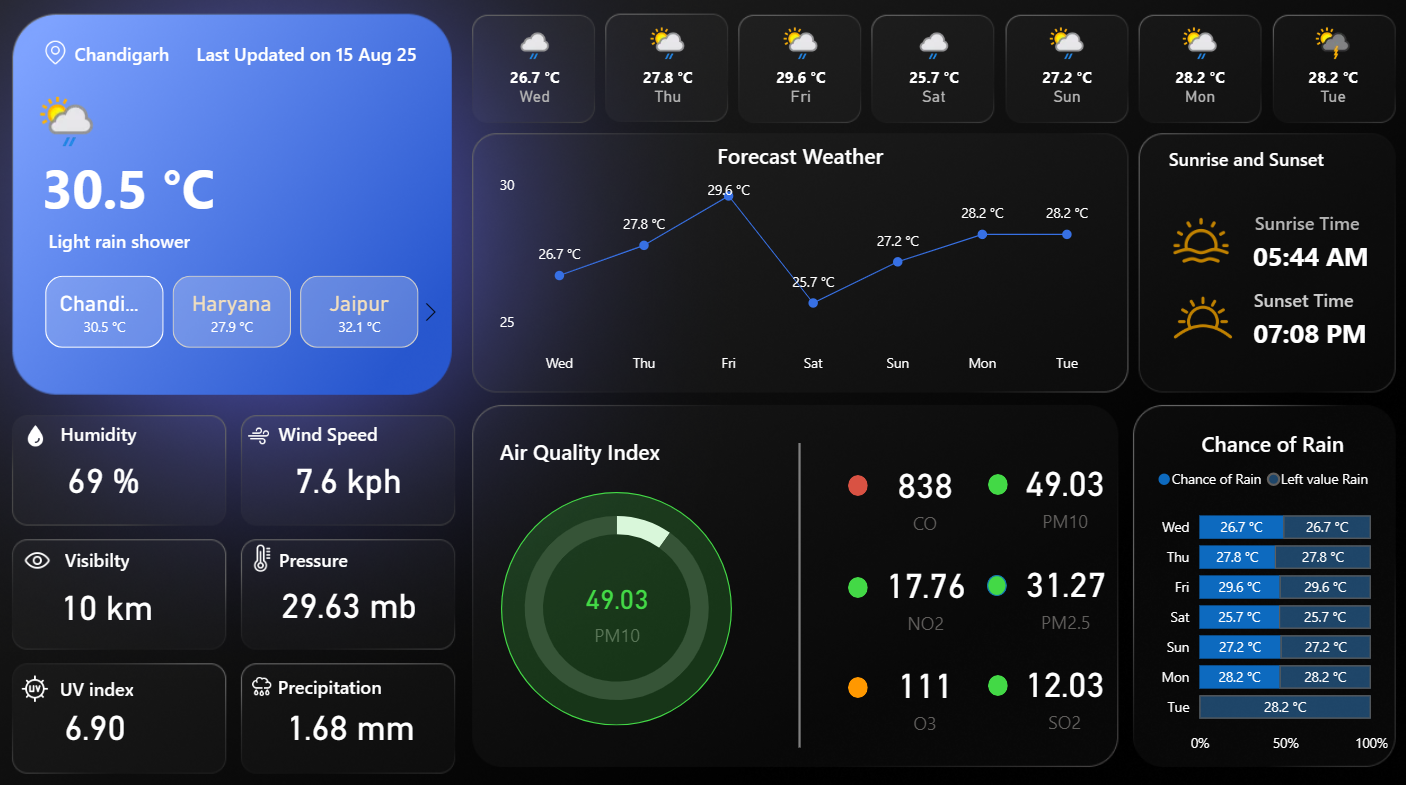 Chandigarh
Last Updated on 15 Aug 25
30.5 °C
Light rain shower
Chandi...
30.5 °C
Haryana
27.9 °C
Jaipur
32.1 °C
26.7 °C
Wed
27.8 °C
Thu
29.6 °C
Fri
25.7 °C
Sat
27.2 °C
Sun
28.2 °C
Mon
28.2 °C
Tue
Forecast Weather
30
25
26.7 °C
27.8 °C
29.6 °C
25.7 °C
27.2 °C
28.2 °C
28.2 °C
Wed
Thu
Fri
Sat
Sun
Mon
Tue
Sunrise and Sunset
Sunrise Time
05:44 AM
Sunset Time
07:08 PM
Humidity
69 %
Wind Speed
7.6 kph
Visibilty
10 km
Pressure
29.63 mb
UV
UV index
6.90
Precipitation
1.68 mm
Air Quality Index
49.03
PM10
838
CO
49.03
PM10
17.76
NO2
31.27
PM2.5
111
O3
12.03
SO2
Chance of Rain
Chance of Rain
Left value Rain
Wed 26.7 °C 26.7 °C
Thu 27.8 °C 27.8 °C
Fri 29.6 °C 29.6 °C
Sat 25.7 °C 25.7 °C
Sun 27.2 °C 27.2 °C
Mon 28.2 °C 28.2 °C
Tue 28.2 °C
0% 50% 100%